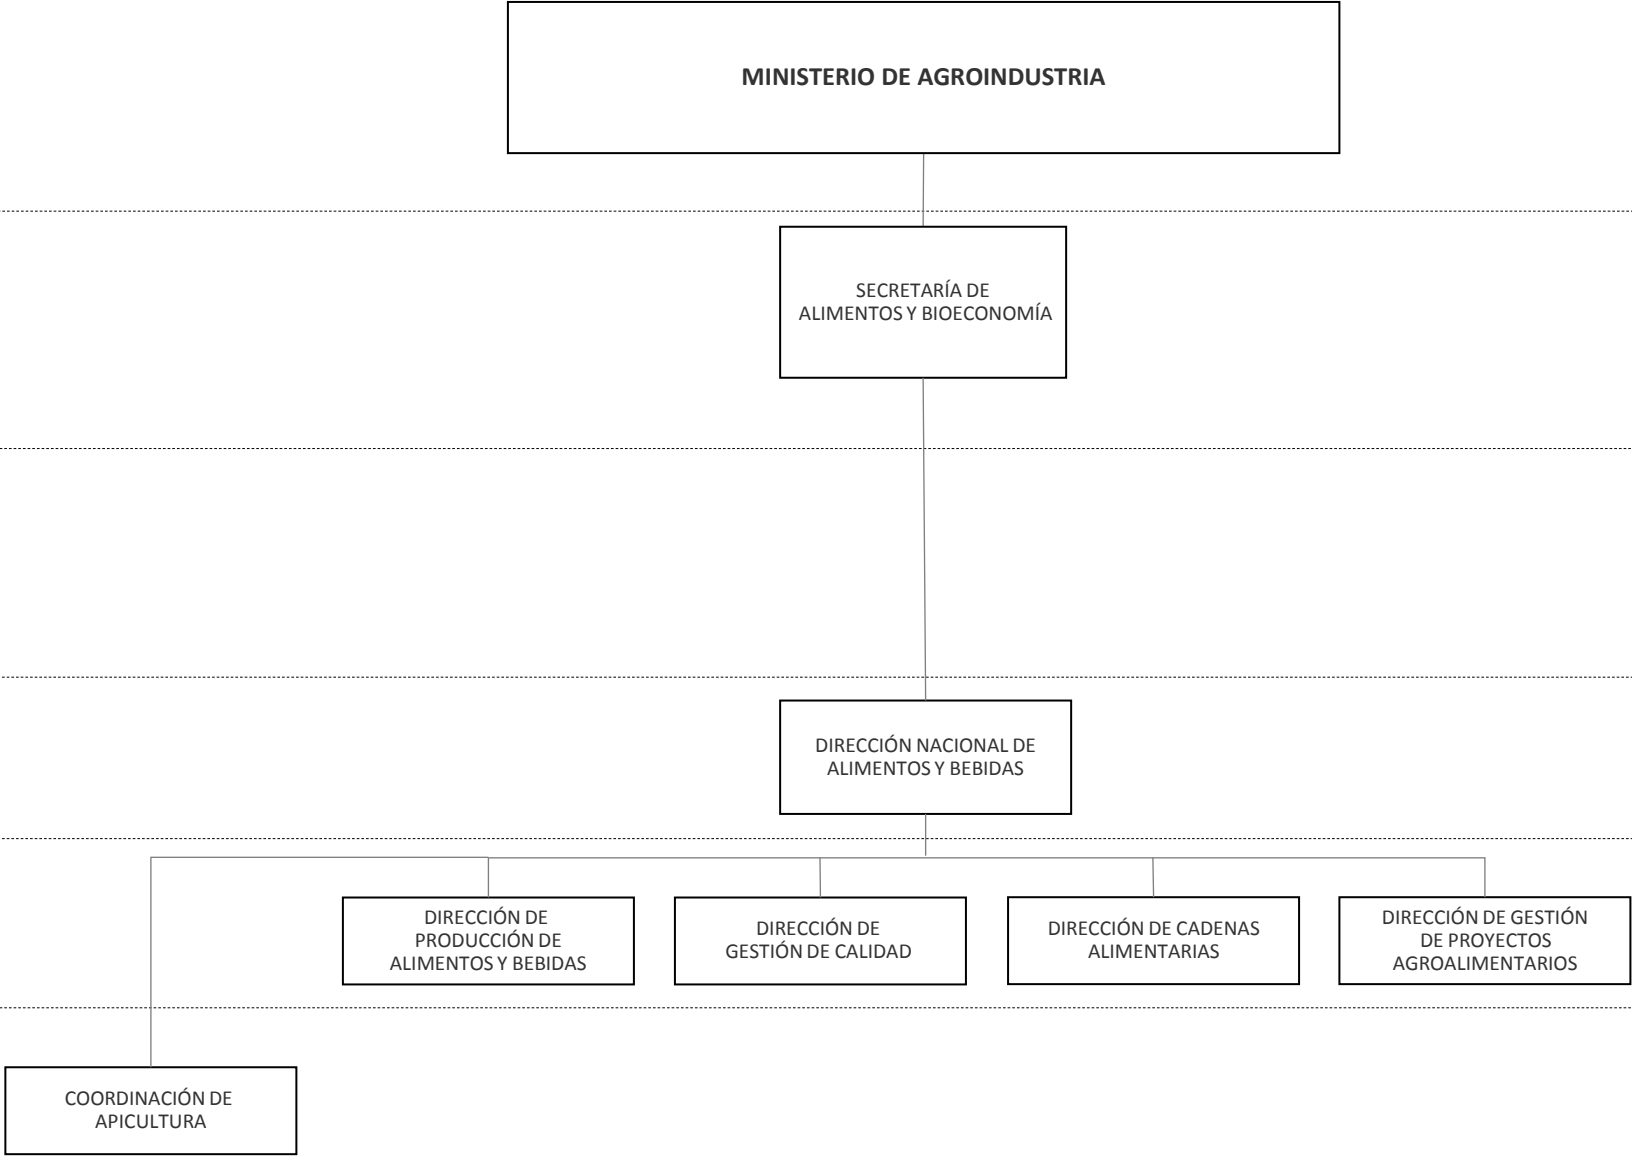 MINISTERIO DE AGROINDUSTRIA
SECRETARÍA DE
ALIMENTOS Y BIOECONOMÍA
DIRECCIÓN NACIONAL DE
ALIMENTOS Y BEBIDAS
DIRECCIÓN DE
PRODUCCIÓN DE
ALIMENTOS Y BEBIDAS
DIRECCIÓN DE
GESTIÓN DE CALIDAD
DIRECCIÓN DE CADENAS
ALIMENTARIAS
DIRECCIÓN DE GESTIÓN
DE PROYECTOS
AGROALIMENTARIOS
COORDINACIÓN DE
APICULTURA